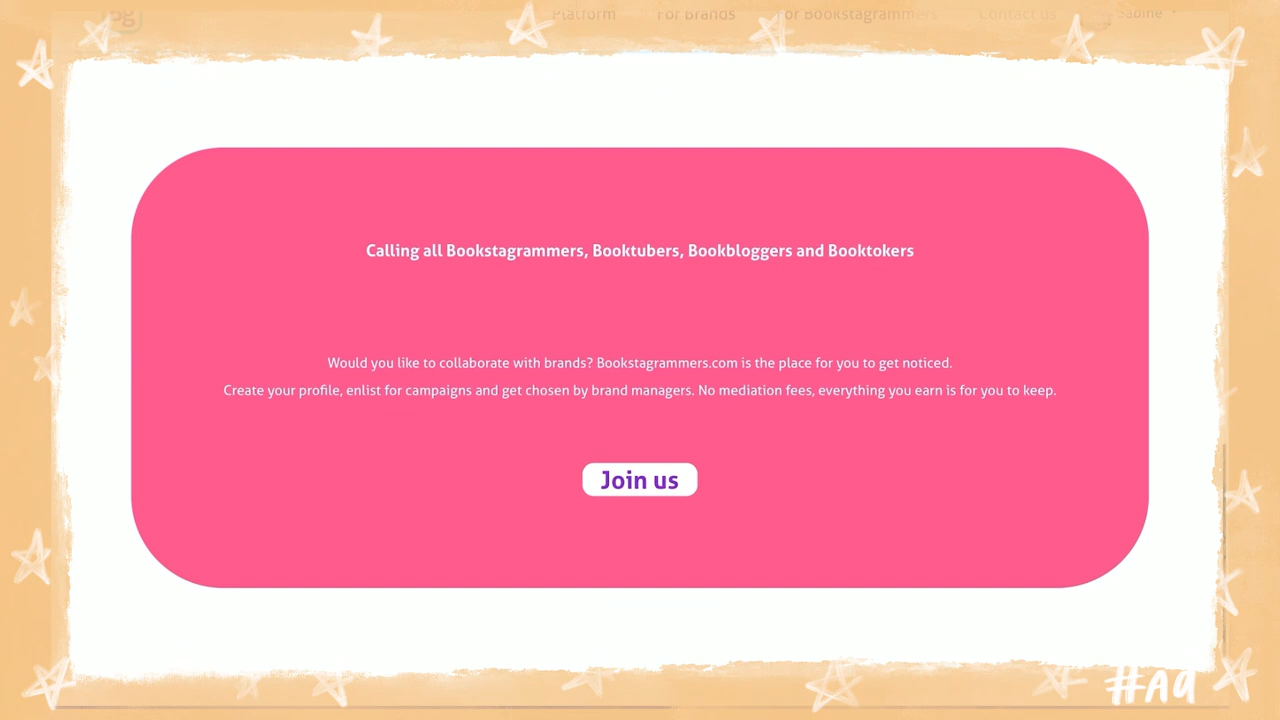 Platform For Brands For Bookstagrammers Contact us Sabine
Calling all Bookstagrammers, Booktubers, Bookbloggers and Booktokers
Would you like to collaborate with brands? Bookstagrammers.com is the place for you to get noticed.
Create your profile, enlist for campaigns and get chosen by brand managers. No mediation fees, everything you earn is for you to keep.
Join us
#Ad